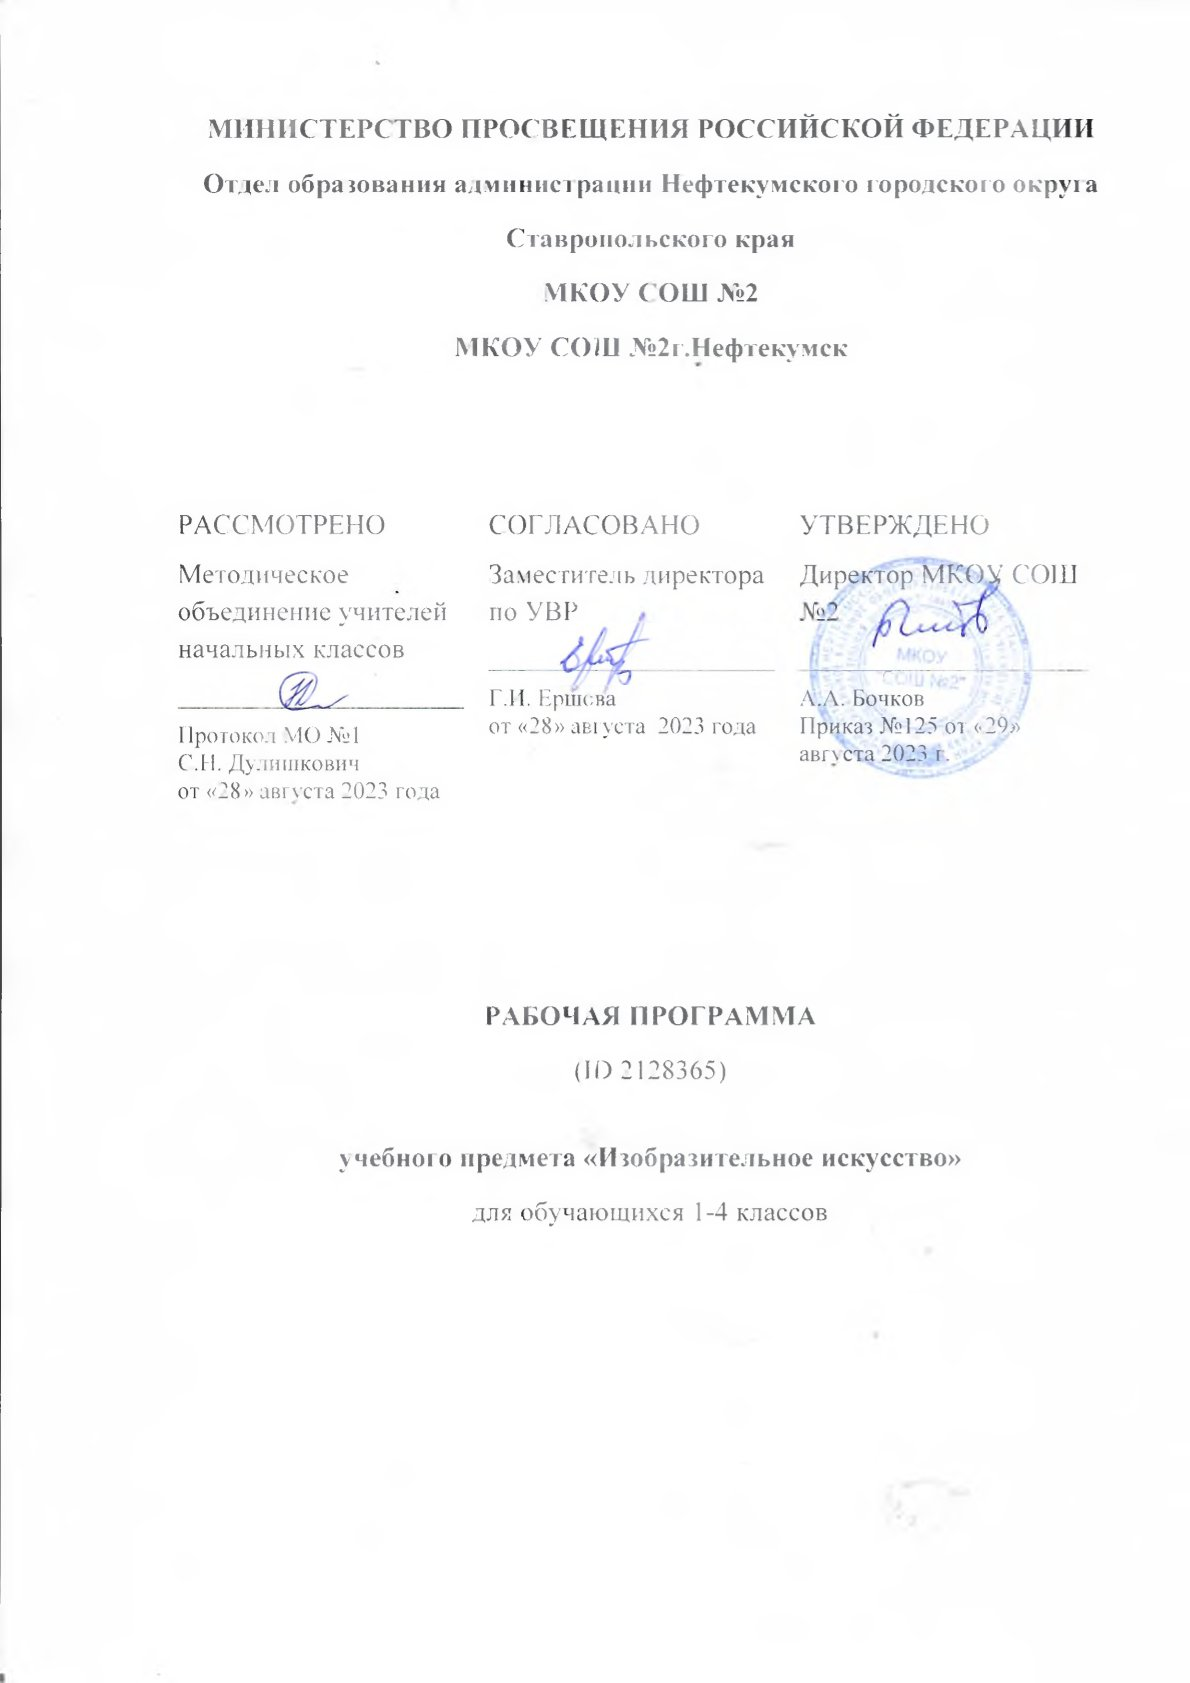 МИНИСТЕРСТВО ПРОСВЕЩЕНИЯ РОССИЙСКОЙ ФЕДЕРАЦИИ
Отдел образования администрации Нефтекумского городского округа
Ставропольского края
МКОУ СОШ №2
МКОУ СОШ №2г.Нефтекумск
РАССМОТРЕНО
Методическое
объединение учителей
начальных классов
Протокол МО №1
С.Н. Дулишкович
от «28» августа 2023 года
СОГЛАСОВАНО
Заместитель директора
по УВР
Г.И. Ершова
от «28» августа 2023 года
УТВЕРЖДЕНО
Директор МКОУ СОШ
№2
МКОУ
"СОШ №2"
А.А. Бочков
Приказ №125 от «29»
августа 2023 г.
РАБОЧАЯ ПРОГРАММА
(ID 2128365)
учебного предмета «Изобразительное искусство»
для обучающихся 1-4 классов